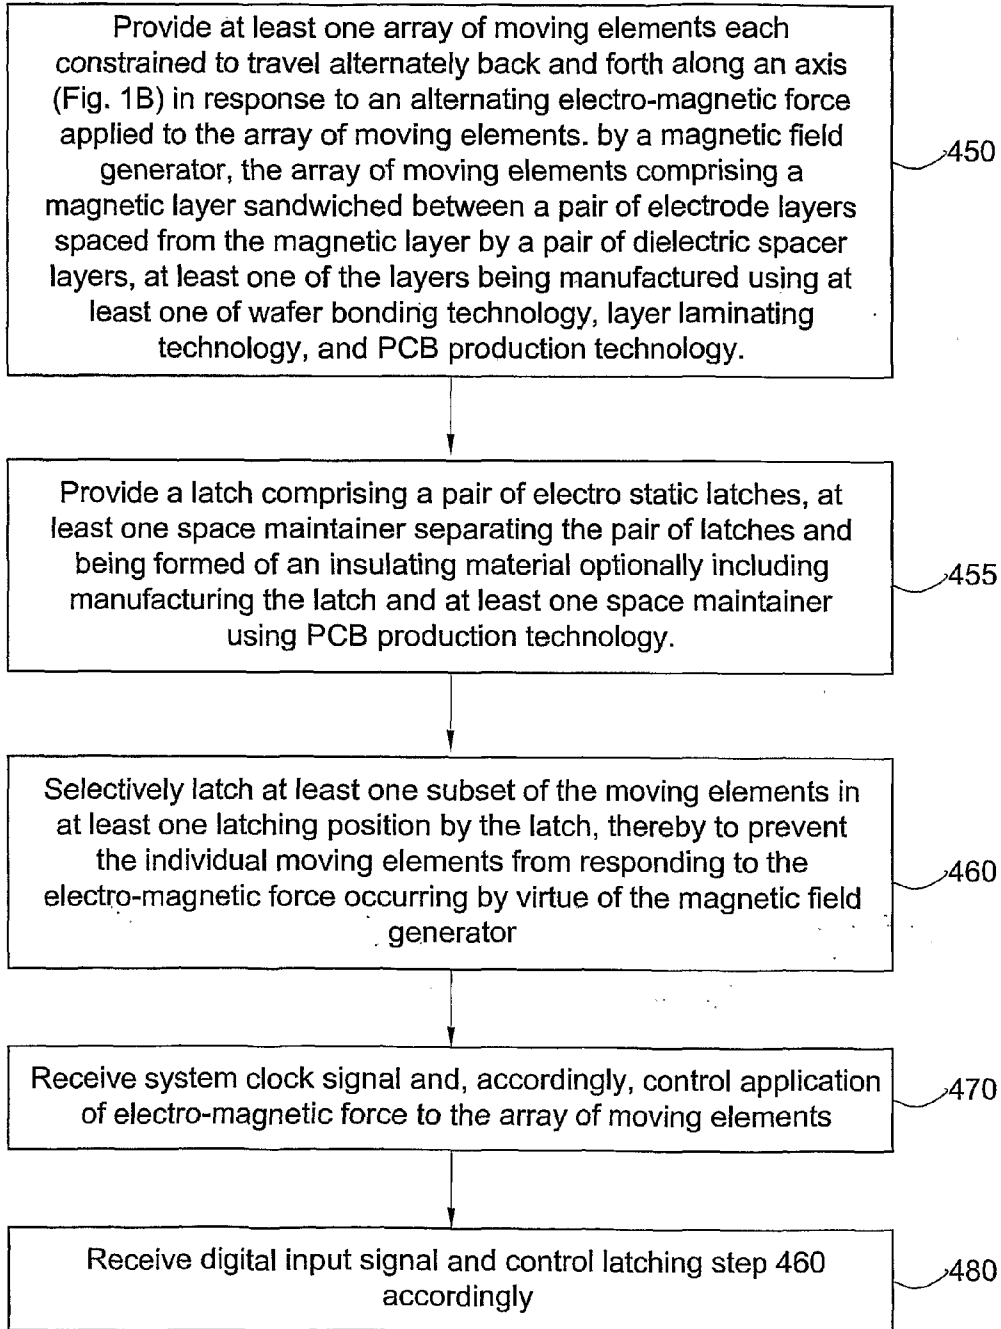 Provide at least one array of moving elements each
constrained to travel alternately back and forth along an axis
(Fig. 1B) in response to an alternating electro-magnetic force
applied to the array of moving elements. by a magnetic field
generator, the array of moving elements comprising a
magnetic layer sandwiched between a pair of electrode layers
spaced from the magnetic layer by a pair of dielectric spacer
layers, at least one of the layers being manufactured using at
least one of wafer bonding technology, layer laminating
technology, and PCB production technology.
450
Provide a latch comprising a pair of electro static latches, at
least one space maintainer separating the pair of latches and
being formed of an insulating material optionally including
manufacturing the latch and at least one space maintainer
using PCB production technology.
455
Selectively latch at least one subset of the moving elements in
at least one latching position by the latch, thereby to prevent
the individual moving elements from responding to the
electro-magnetic force occurring by virtue of the magnetic field
generator
460
Receive system clock signal and, accordingly, control application
of electro-magnetic force to the array of moving elements
470
Receive digital input signal and control latching step 460
accordingly
480